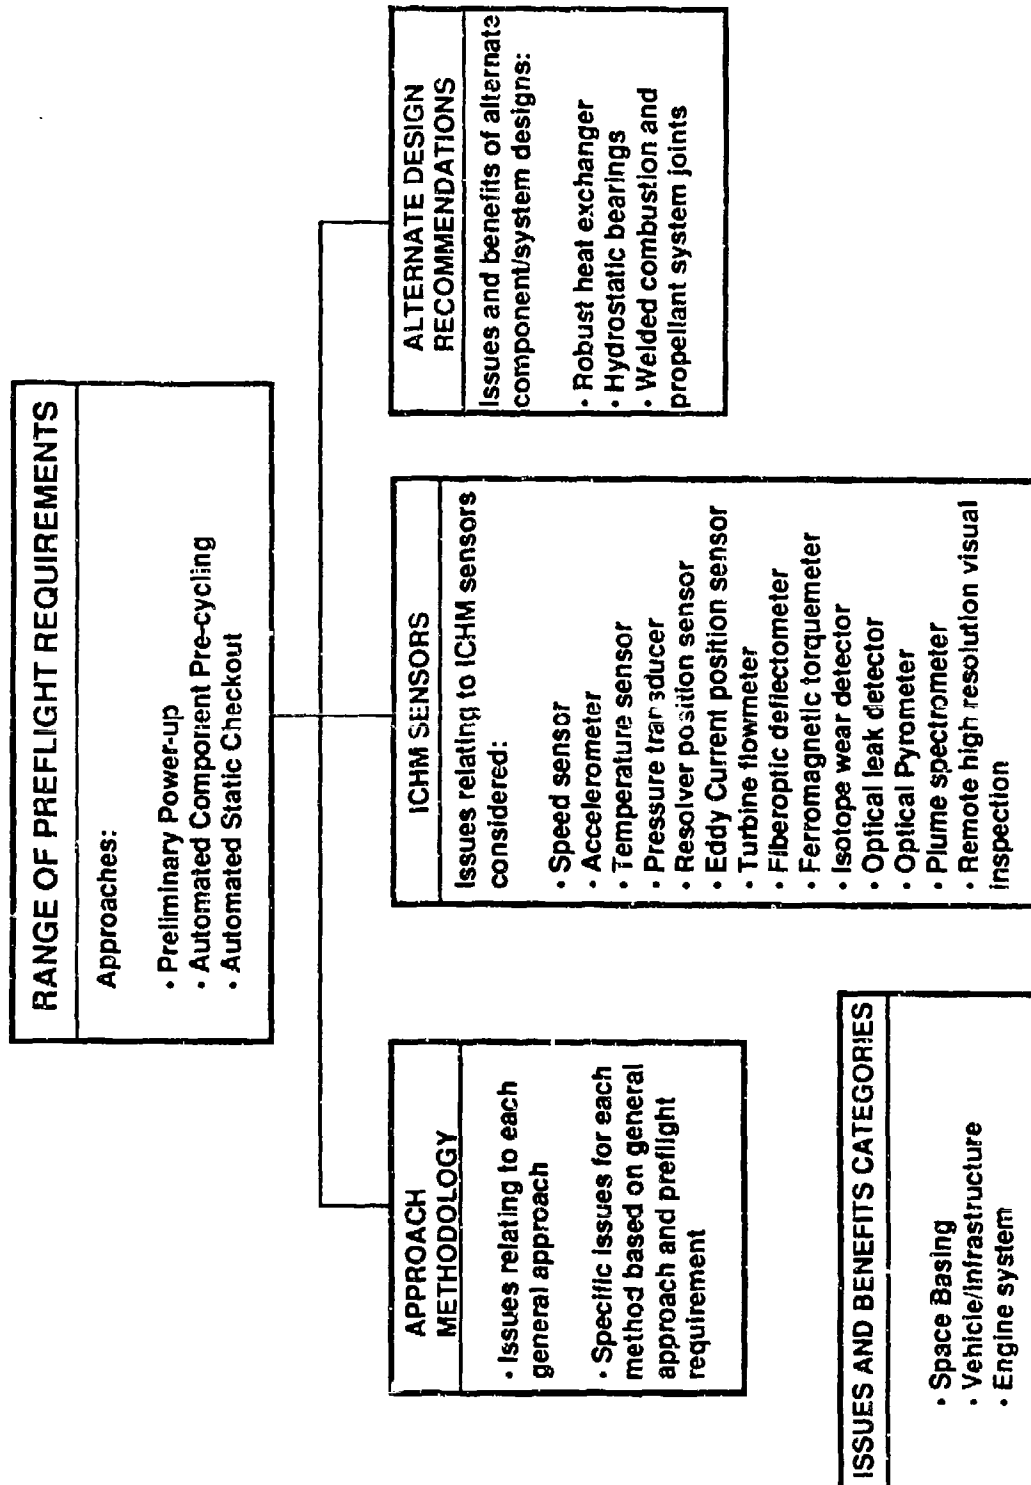 RANGE OF PREFLIGHT REQUIREMENTS
Approaches:
• Preliminary Power-up
• Automated Component Pre-cycling
• Automated Static Checkout
APPROACH
METHODOLOGY
• Issues relating to each
general approach
• Specific issues for each
method based on general
approach and preflight
requirement
ICHM SENSORS
Issues relating to ICHM sensors
considered:
• Speed sensor
• Accelerometer
• Temperature sensor
• Pressure transducer
• Resolver position sensor
• Eddy Current position sensor
• Turbine flowmeter
• Fiberoptic deflectometer
• Ferromagnetic torquemeter
• Isotope wear detector
• Optical leak detector
• Optical Pyrometer
• Plume spectrometer
• Remote high resolution visual
inspection
ALTERNATE DESIGN
RECOMMENDATIONS
Issues and benefits of alternate
component/system designs:
• Robust heat exchanger
• Hydrostatic bearings
• Welded combustion and
propellant system joints
ISSUES AND BENEFITS CATEGORIES
• Space Basing
• Vehicle/Infrastructure
• Engine system